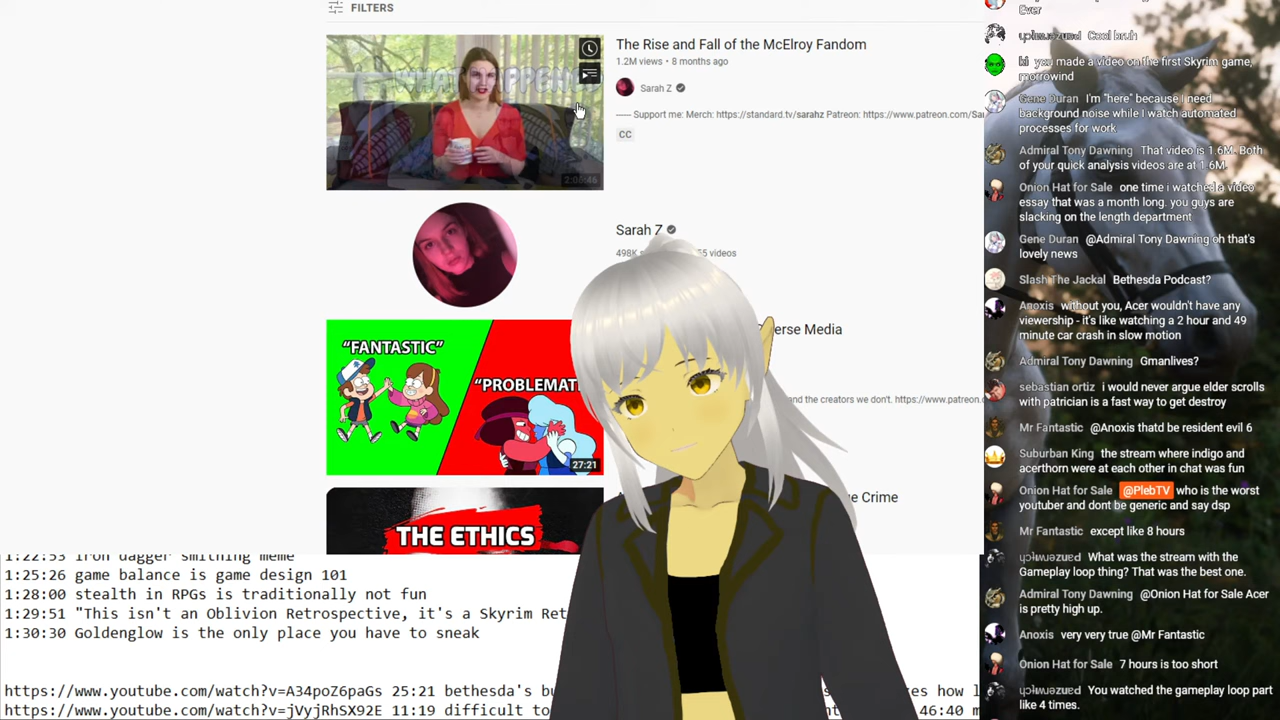 FILTERS
The Rise and Fall of the McElroy Fandom
1.2M views • 8 months ago
Sarah Z
—— Support me: Merch: https://standard.tv/sarahz Patreon: https://www.patreon.com/Sa
CC
2:06:46
Sarah Z
498K
55 videos
"FANTASTIC"
"PROBLEMAT
27:21
erse Media
and the creators we don't. https://www.patreon.com
THE ETHICS
ue Crime
1:22:53 iron dagger smithing meme
1:25:26 game balance is game design 101
1:28:00 stealth in RPGs is traditionally not fun
1:29:51 "This isn't an Oblivion Retrospective, it's a Skyrim Ret
1:30:30 Goldenglow is the only place you have to sneak
https://www.youtube.com/watch?v=A34poZ6paGs 25:21 bethesda's bu
es how l
https://www.youtube.com/watch?v=jVyjRhSX92E 11:19 difficult to
46:40 m
Ever
Cool bruh
ki you made a video on the first Skyrim game,
morrowind
Gene Duran I'm "here" because I need
background noise while I watch automated
processes for work
Admiral Tony Dawning That video is 1.6M. Both
of your quick analysis videos are at 1.6M.
Onion Hat for Sale one time i watched a video
essay that was a month long. you guys are
slacking on the length department
Gene Duran @Admiral Tony Dawning oh that's
lovely news
Slash The Jackal Bethesda Podcast?
Anoxis without you, Acer wouldn't have any
viewership - it's like watching a 2 hour and 49
minute car crash in slow motion
Admiral Tony Dawning Gmanlives?
sebastian ortiz i would never argue elder scrolls
with patrician is a fast way to get destroy
Mr Fantastic @Anoxis thatd be resident evil 6
Suburban King the stream where indigo and
acerthorn were at each other in chat was fun
Onion Hat for Sale @PlebTV who is the worst
youtuber and dont be generic and say dsp
Mr Fantastic except like 8 hours
What was the stream with the
Gameplay loop thing? That was the best one.
Admiral Tony Dawning @Onion Hat for Sale Acer
is pretty high up.
Anoxis very very true @Mr Fantastic
Onion Hat for Sale 7 hours is too short
You watched the gameplay loop part
like 4 times.